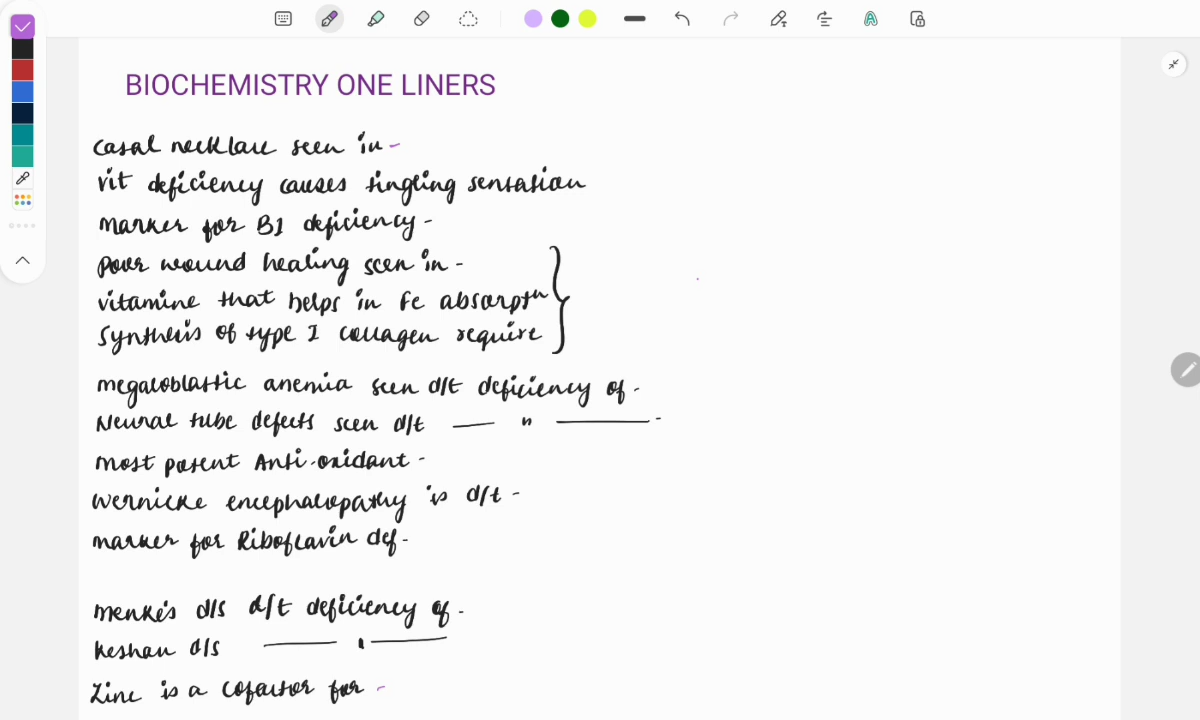 BIOCHEMISTRY ONE LINERS
casal necklace seen in -
vit deficiency causes tingling sensation
marker for B1 deficiency -
poor wound healing seen in -
vitamine that helps in Fe absorptn
synthesis of type I collagen require
megaloblastic anemia seen d/t deficiency of -
Neural tube defects seen d/t — " — -
most potent Anti-oxidant -
wernicke encephalopathy is d/t -
marker for Riboflavin def -
menke's d/s d/t deficiency of -
keshan d/s — " —
Zinc is a cofactor for -